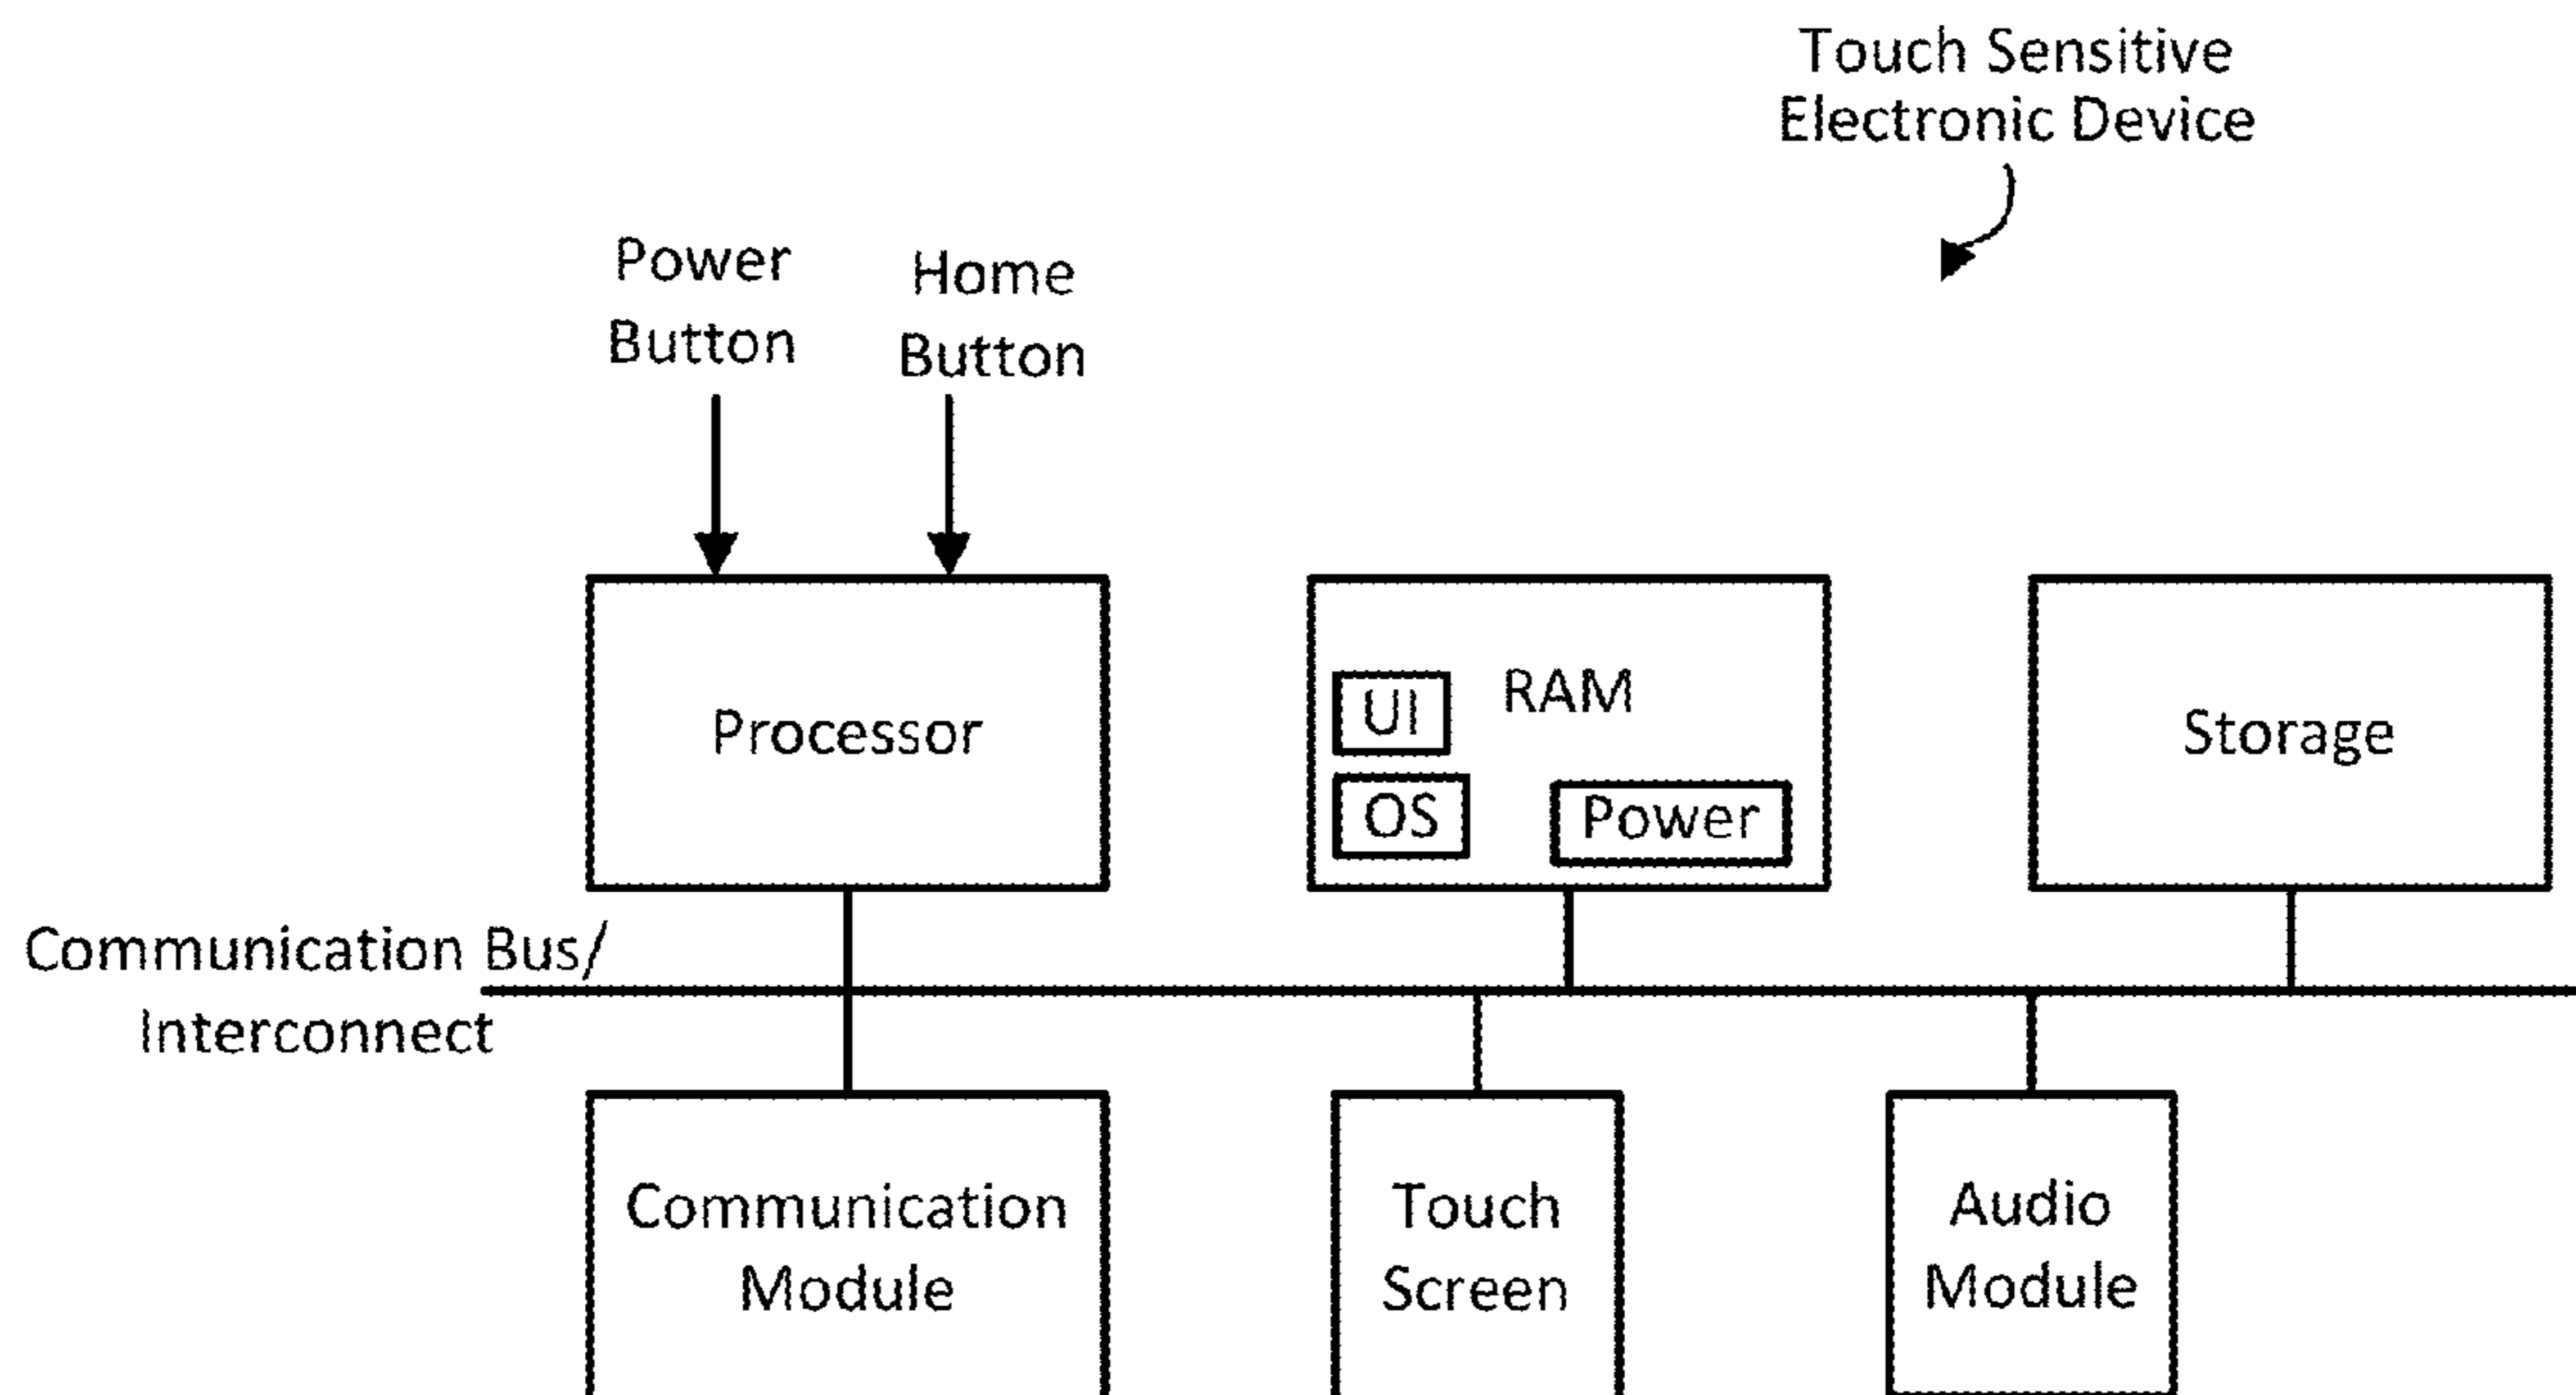 Touch Sensitive
Electronic Device
Power
Button
Home
Button
Processor
RAM
UI
OS
Power
Storage
Communication Bus/
Interconnect
Communication
Module
Touch
Screen
Audio
Module